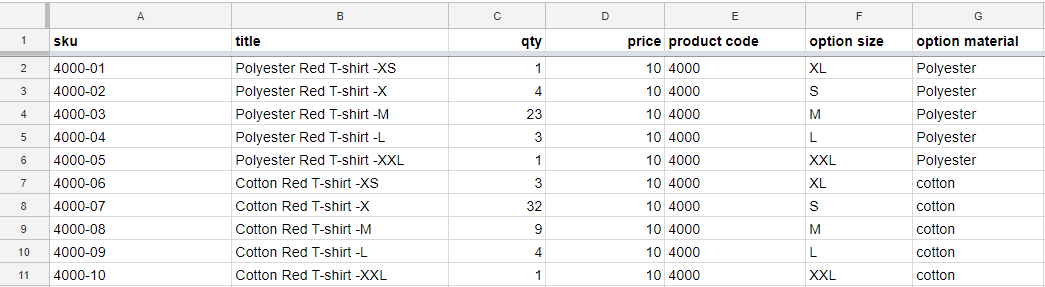 A B C D E F G
1 sku title qty price product code option size option material
2 4000-01 Polyester Red T-shirt -XS 1 10 4000 XL Polyester
3 4000-02 Polyester Red T-shirt -X 4 10 4000 S Polyester
4 4000-03 Polyester Red T-shirt -M 23 10 4000 M Polyester
5 4000-04 Polyester Red T-shirt -L 3 10 4000 L Polyester
6 4000-05 Polyester Red T-shirt -XXL 1 10 4000 XXL Polyester
7 4000-06 Cotton Red T-shirt -XS 3 10 4000 XL cotton
8 4000-07 Cotton Red T-shirt -X 32 10 4000 S cotton
9 4000-08 Cotton Red T-shirt -M 9 10 4000 M cotton
10 4000-09 Cotton Red T-shirt -L 4 10 4000 L cotton
11 4000-10 Cotton Red T-shirt -XXL 1 10 4000 XXL cotton